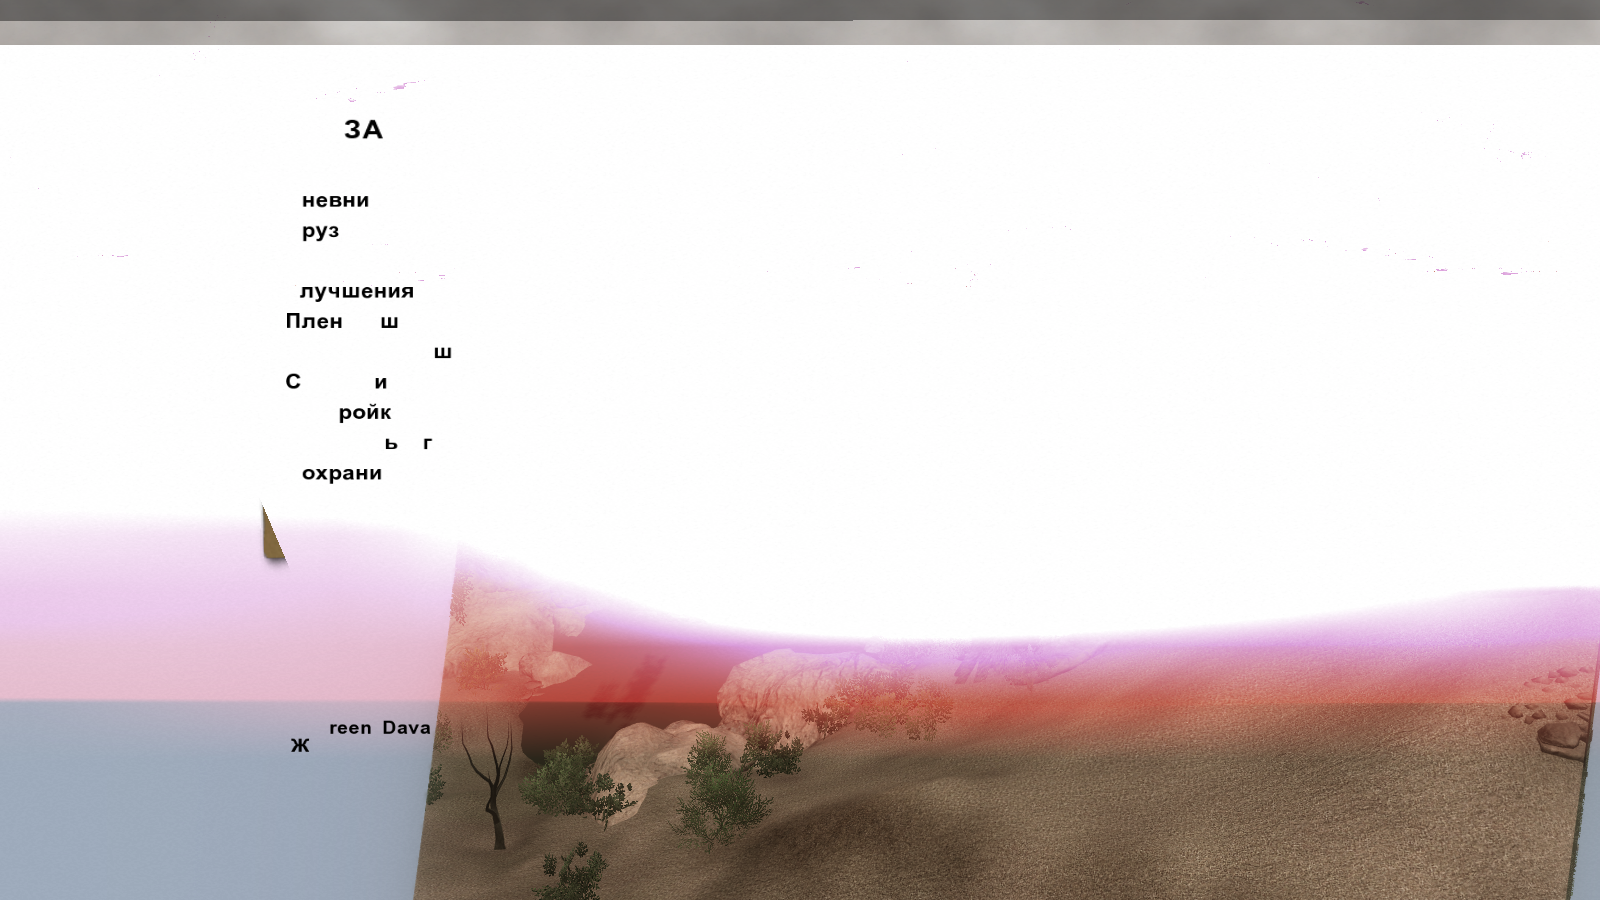 ЗА
невни
руз
лучшения
Плен ш
ш
С и
ройк
ь г
охрани
reen Dava
Ж